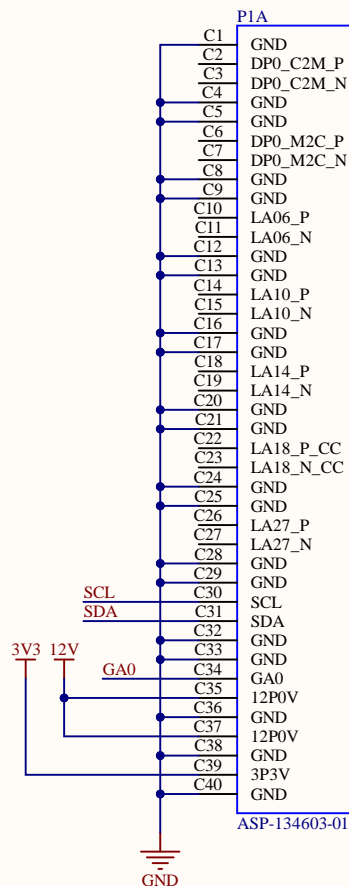 P1A
C1 GND
C2 DP0_C2M_P
C3 DP0_C2M_N
C4 GND
C5 GND
C6 DP0_M2C_P
C7 DP0_M2C_N
C8 GND
C9 GND
C10 LA06_P
C11 LA06_N
C12 GND
C13 GND
C14 LA10_P
C15 LA10_N
C16 GND
C17 GND
C18 LA14_P
C19 LA14_N
C20 GND
C21 GND
C22 LA18_P_CC
C23 LA18_N_CC
C24 GND
C25 GND
C26 LA27_P
C27 LA27_N
C28 GND
C29 GND
SCL C30 SCL
SDA C31 SDA
C32 GND
3V3 12V C33 GND
GA0 C34 GA0
C35 12P0V
C36 GND
C37 12P0V
C38 GND
C39 3P3V
C40 GND
ASP-134603-01
GND